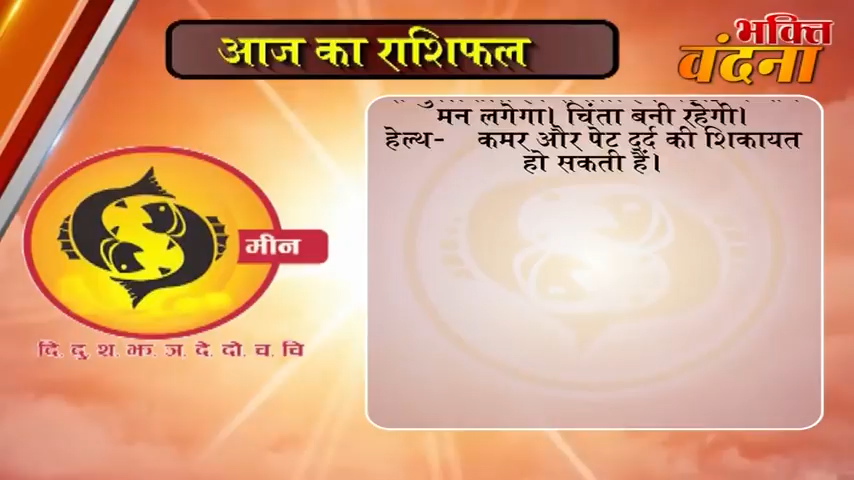 आज का राशिफल
भक्ति
वंदना
मन लगेगा। चिंता बनी रहेगी।
हेल्थ- कमर और पेट दर्द की शिकायत
हो सकती हैं।
मीन
दि. दु. श. झ. ञ. दे. दो. च. चि